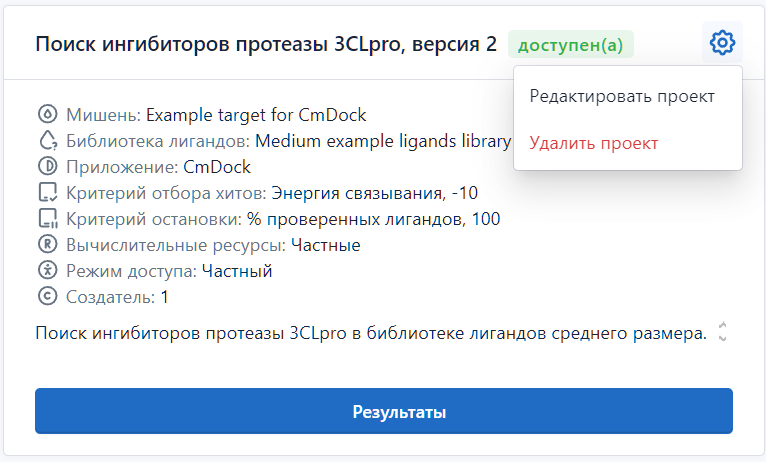 Поиск ингибиторов протеазы 3CLpro, версия 2 доступен(а)
Редактировать проект
Удалить проект
Мишень: Example target for CmDock
Библиотека лигандов: Medium example ligands library
Приложение: CmDock
Критерий отбора хитов: Энергия связывания, -10
Критерий остановки: % проверенных лигандов, 100
Вычислительные ресурсы: Частные
Режим доступа: Частный
Создатель: 1
Поиск ингибиторов протеазы 3CLpro в библиотеке лигандов среднего размера.
Результаты